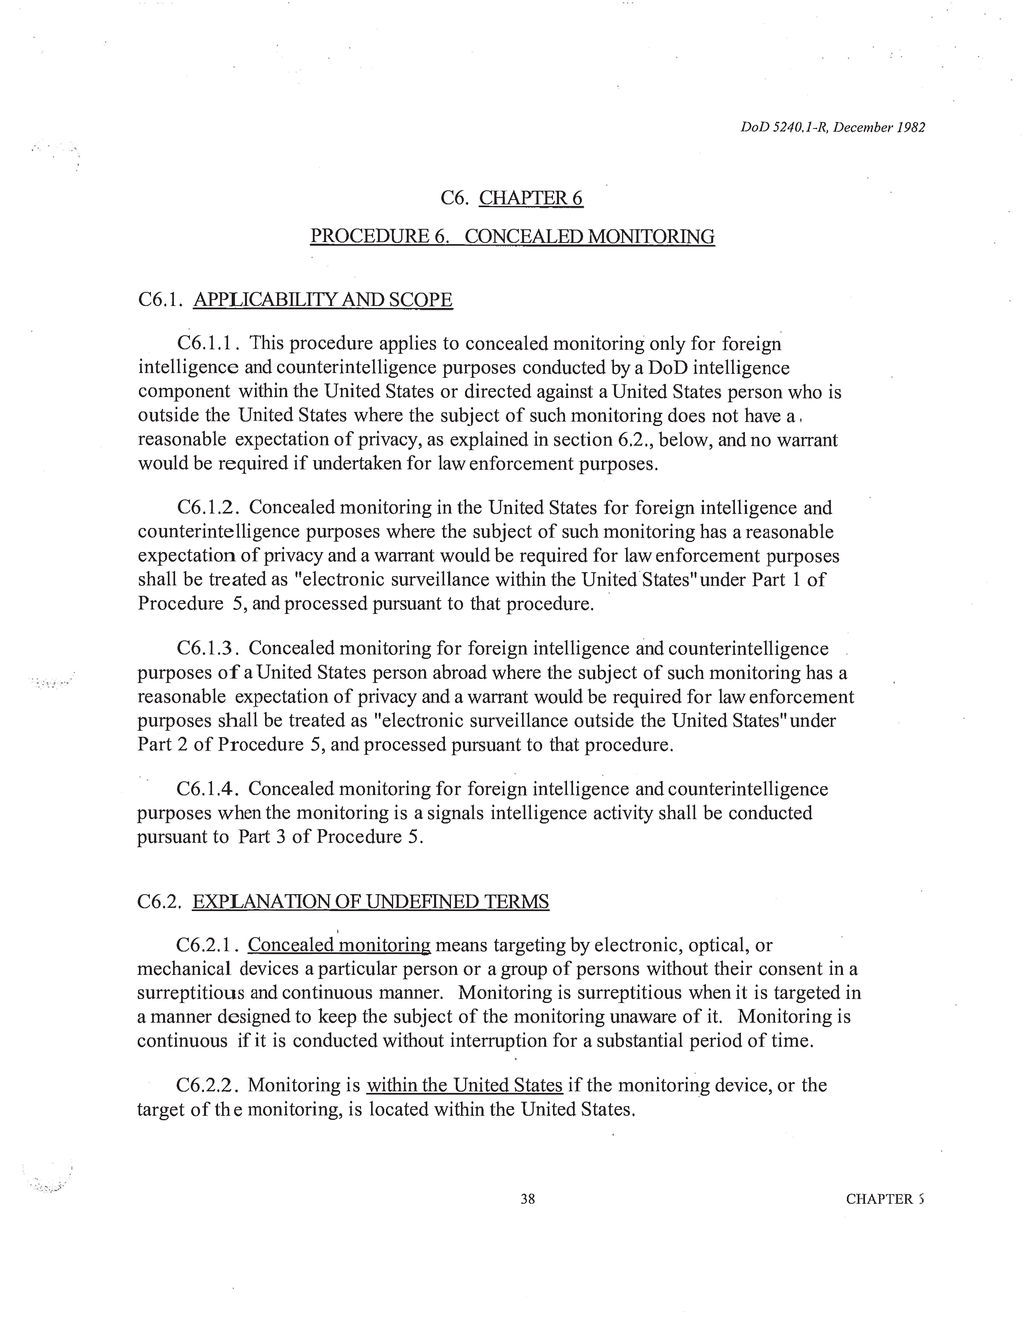 DoD 5240.1-R, December 1982
C6. CHAPTER 6
PROCEDURE 6. CONCEALED MONITORING
C6.1. APPLICABILITY AND SCOPE
C6.1.1. This procedure applies to concealed monitoring only for foreign
intelligence and counterintelligence purposes conducted by a DoD intelligence
component within the United States or directed against a United States person who is
outside the United States where the subject of such monitoring does not have a
reasonable expectation of privacy, as explained in section 6.2., below, and no warrant
would be required if undertaken for law enforcement purposes.
C6.1.2. Concealed monitoring in the United States for foreign intelligence and
counterintelligence purposes where the subject of such monitoring has a reasonable
expectation of privacy and a warrant would be required for law enforcement purposes
shall be treated as "electronic surveillance within the United States" under Part 1 of
Procedure 5, and processed pursuant to that procedure.
C6.1.3. Concealed monitoring for foreign intelligence and counterintelligence
purposes of a United States person abroad where the subject of such monitoring has a
reasonable expectation of privacy and a warrant would be required for law enforcement
purposes shall be treated as "electronic surveillance outside the United States" under
Part 2 of Procedure 5, and processed pursuant to that procedure.
C6.1.4. Concealed monitoring for foreign intelligence and counterintelligence
purposes when the monitoring is a signals intelligence activity shall be conducted
pursuant to Part 3 of Procedure 5.
C6.2. EXPLANATION OF UNDEFINED TERMS
C6.2.1. Concealed monitoring means targeting by electronic, optical, or
mechanical devices a particular person or a group of persons without their consent in a
surreptitious and continuous manner. Monitoring is surreptitious when it is targeted in
a manner designed to keep the subject of the monitoring unaware of it. Monitoring is
continuous if it is conducted without interruption for a substantial period of time.
C6.2.2. Monitoring is within the United States if the monitoring device, or the
target of the monitoring, is located within the United States.
38
CHAPTER 5